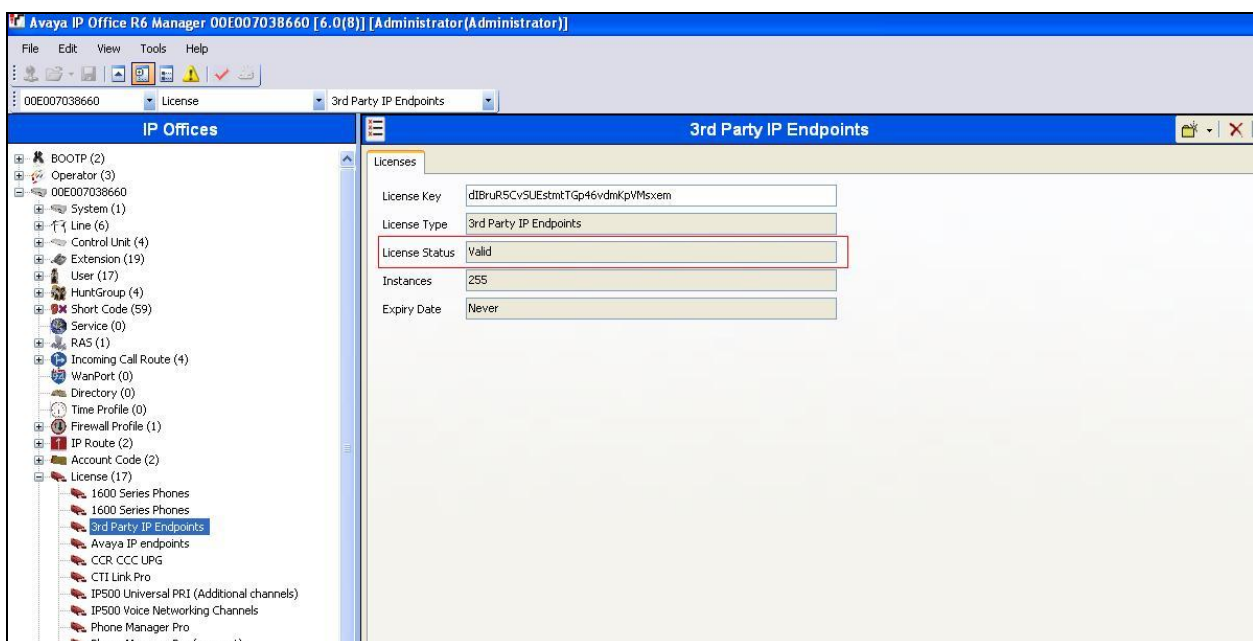 Avaya IP Office R6 Manager 00E007038660 [6.0(8)] [Administrator(Administrator)]
File Edit View Tools Help
00E007038660 License 3rd Party IP Endpoints
IP Offices
BOOTP (2)
Operator (3)
00E007038660
System (1)
Line (6)
Control Unit (4)
Extension (19)
User (17)
HuntGroup (4)
Short Code (59)
Service (0)
RAS (1)
Incoming Call Route (4)
WanPort (0)
Directory (0)
Time Profile (0)
Firewall Profile (1)
IP Route (2)
Account Code (2)
License (17)
1600 Series Phones
1600 Series Phones
3rd Party IP Endpoints
Avaya IP endpoints
CCR CCC UPG
CTI Link Pro
IP500 Universal PRI (Additional channels)
IP500 Voice Networking Channels
Phone Manager Pro
3rd Party IP Endpoints
Licenses
License Key dIBruR5CvSUEstmtTGp46vdmKpVMsxem
License Type 3rd Party IP Endpoints
License Status Valid
Instances 255
Expiry Date Never